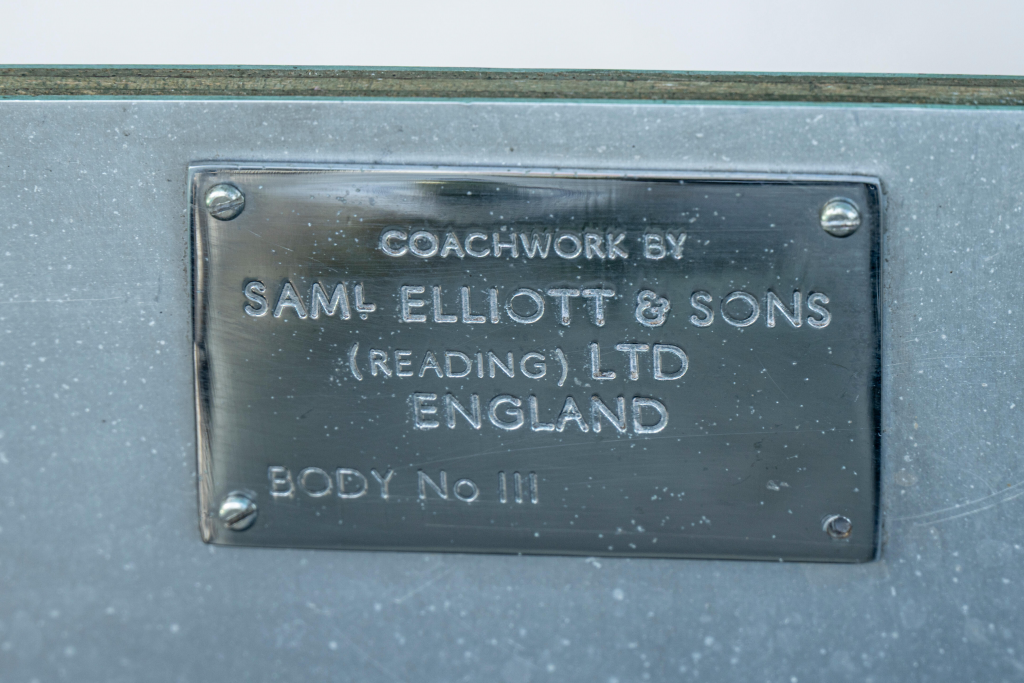 COACHWORK BY
SAML ELLIOTT & SONS
(READING) LTD
ENGLAND
BODY No 111